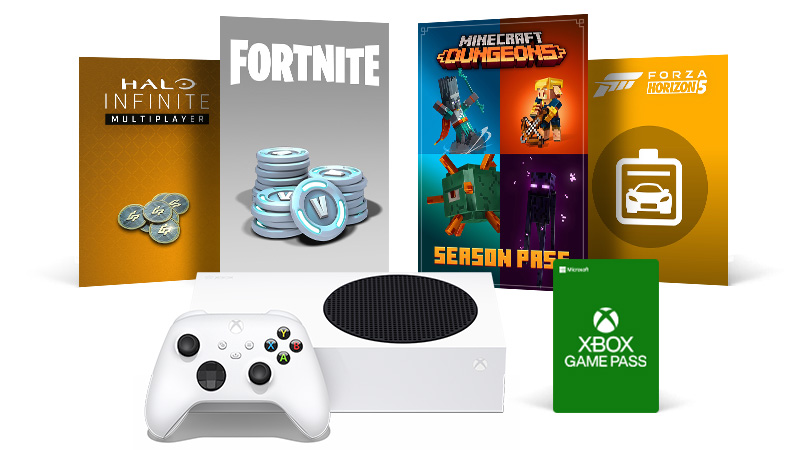 HALO
INFINITE
MULTIPLAYER
FORTNITE
V
MINECRAFT
DUNGEONS
SEASON PASS
FORZA
HORIZON 5
Y
X
B
A
Microsoft
XBOX
GAME PASS